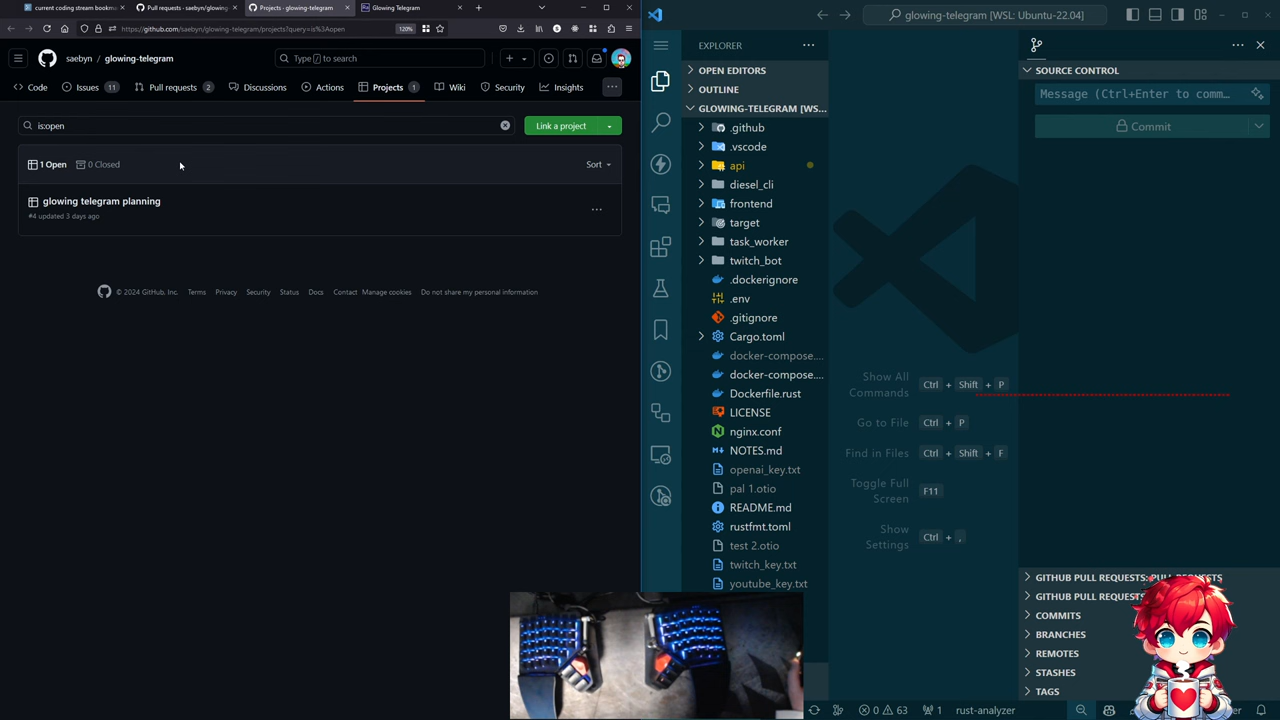 current coding stream bookm
Pull requests · saebyn/glowing-
Projects · glowing-telegram
Glowing Telegram
https://github.com/saebyn/glowing-telegram/projects?query=is%3Aopen
120%
saebyn / glowing-telegram
Type / to search
Code
Issues 11
Pull requests 2
Discussions
Actions
Projects 1
Wiki
Security
Insights
is:open
Link a project
1 Open
0 Closed
Sort
glowing telegram planning
#4 updated 3 days ago
© 2024 GitHub, Inc.
Terms
Privacy
Security
Status
Docs
Contact
Manage cookies
Do not share my personal information
glowing-telegram [WSL: Ubuntu-22.04]
EXPLORER
OPEN EDITORS
OUTLINE
GLOWING-TELEGRAM [WS...
.github
.vscode
api
diesel_cli
frontend
target
task_worker
twitch_bot
.dockerignore
.env
.gitignore
Cargo.toml
docker-compose....
docker-compose....
Dockerfile.rust
LICENSE
nginx.conf
NOTES.md
openai_key.txt
pal 1.otio
README.md
rustfmt.toml
test 2.otio
twitch_key.txt
youtube_key.txt
Show All Commands Ctrl + Shift + P
Go to File Ctrl + P
Find in Files Ctrl + Shift + F
Toggle Full Screen F11
Show Settings Ctrl + ,
SOURCE CONTROL
Message (Ctrl+Enter to comm...
Commit
GITHUB PULL REQUESTS: PULL REQUESTS
GITHUB PULL REQUESTS
COMMITS
BRANCHES
REMOTES
STASHES
TAGS
0
63
1
rust-analyzer